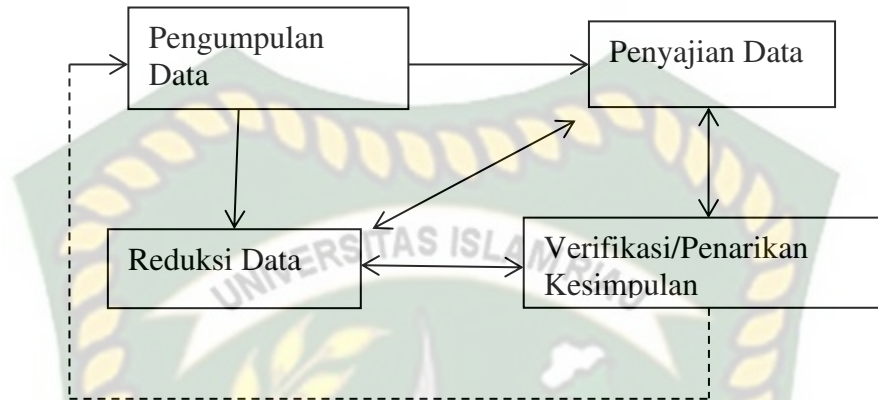 Pengumpulan
Data
Penyajian Data
Reduksi Data
Verifikasi/Penarikan
Kesimpulan
UNIVERSITAS ISLAM RIAU